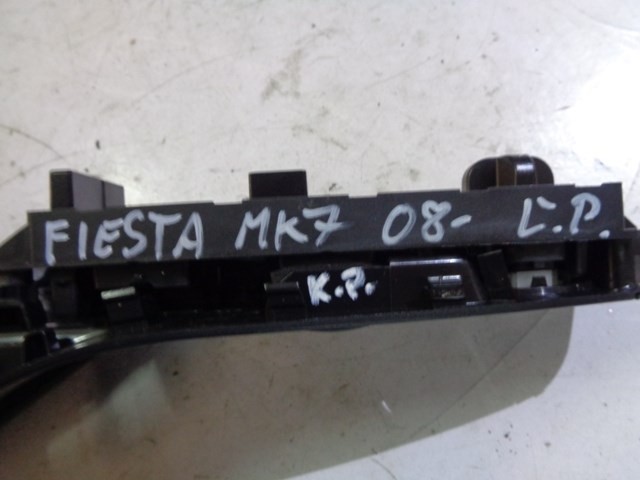 FIESTA MK7 08- Ľ.P.
K.P.